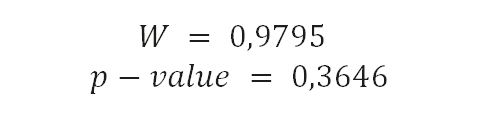 W = 0,9795
p − value = 0,3646